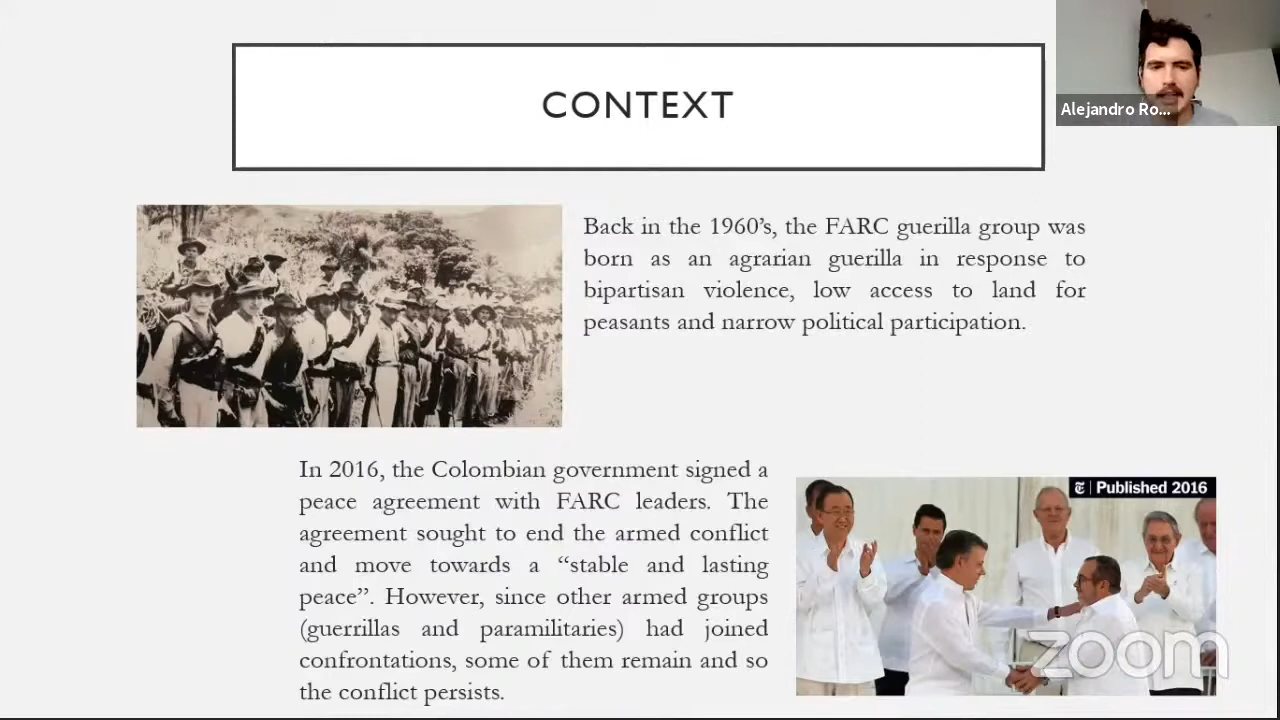 CONTEXT
Alejandro Ro...
Back in the 1960’s, the FARC guerilla group was
born as an agrarian guerilla in response to
bipartisan violence, low access to land for
peasants and narrow political participation.
In 2016, the Colombian government signed a
peace agreement with FARC leaders. The
agreement sought to end the armed conflict
and move towards a “stable and lasting
peace”. However, since other armed groups
(guerrillas and paramilitaries) had joined
confrontations, some of them remain and so
the conflict persists.
T | Published 2016
zoom